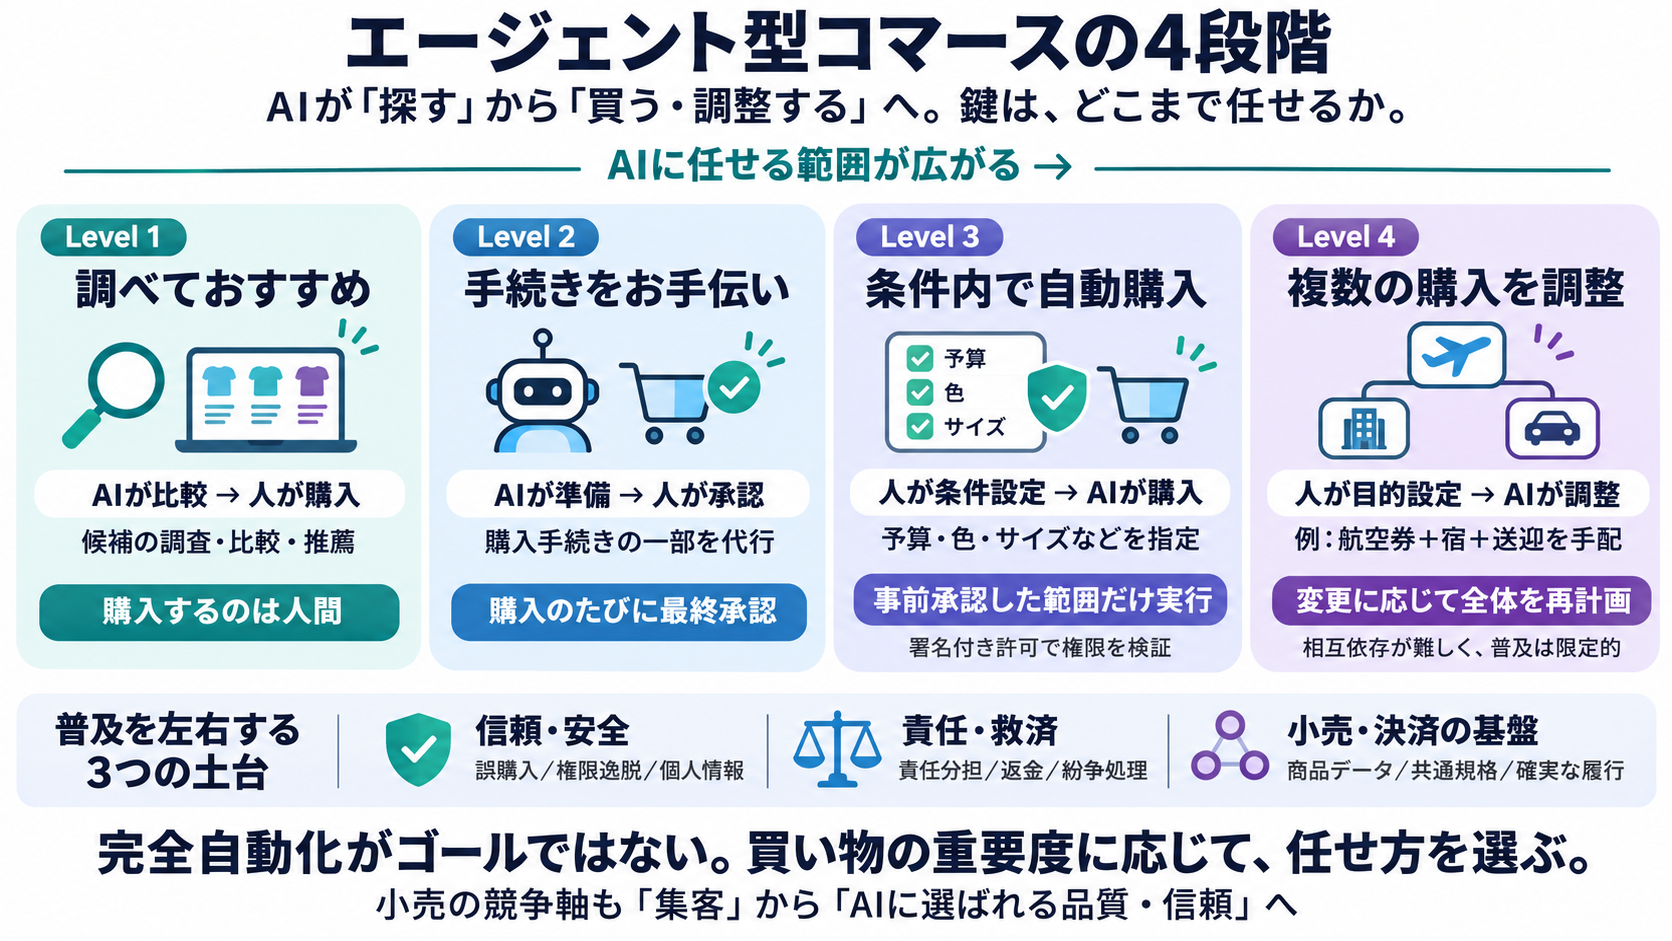 エージェント型コマースの4段階
AIが「探す」から「買う・調整する」へ。鍵は、どこまで任せるか。
AIに任せる範囲が広がる →
Level 1
調べておすすめ
AIが比較 → 人が購入
候補の調査・比較・推薦
購入するのは人間
Level 2
手続きをお手伝い
AIが準備 → 人が承認
購入手続きの一部を代行
購入のたびに最終承認
Level 3
条件内で自動購入
予算
色
サイズ
人が条件設定 → AIが購入
予算・色・サイズなどを指定
事前承認した範囲だけ実行
署名付き許可で権限を検証
Level 4
複数の購入を調整
人が目的設定 → AIが調整
例：航空券＋宿＋送迎を手配
変更に応じて全体を再計画
相互依存が難しく、普及は限定的
普及を左右する
3つの土台
信頼・安全
誤購入／権限逸脱／個人情報
責任・救済
責任分担／返金／紛争処理
小売・決済の基盤
商品データ／共通規格／確実な履行
完全自動化がゴールではない。買い物の重要度に応じて、任せ方を選ぶ。
小売の競争軸も「集客」から「AIに選ばれる品質・信頼」へ